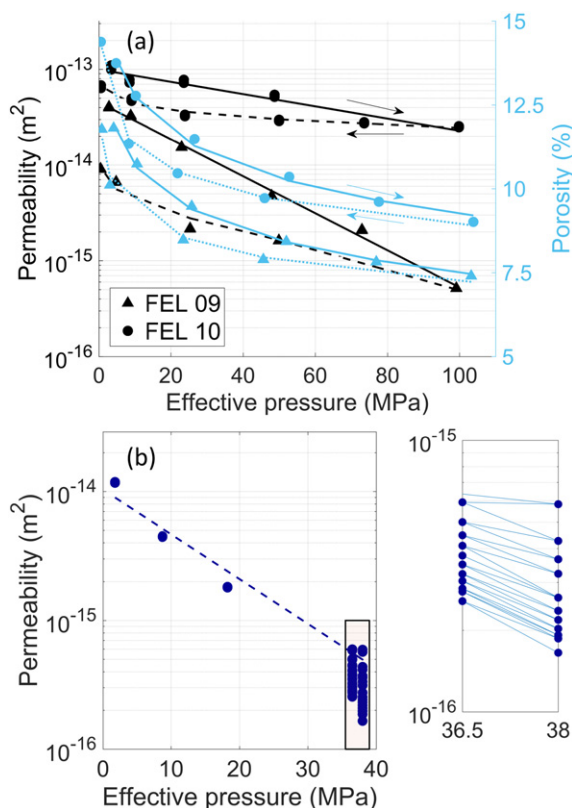 (a)
Permeability (m²)
10⁻¹³
10⁻¹⁴
10⁻¹⁵
10⁻¹⁶
15
12.5
10
7.5
5
Porosity (%)
FEL 09
FEL 10
0 20 40 60 80 100
Effective pressure (MPa)
(b)
Permeability (m²)
10⁻¹⁴
10⁻¹⁵
10⁻¹⁶
0 10 20 30 40
Effective pressure (MPa)
10⁻¹⁵
10⁻¹⁶
36.5 38